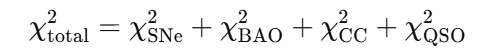 χ²_total = χ²_SNe + χ²_BAO + χ²_CC + χ²_QSO